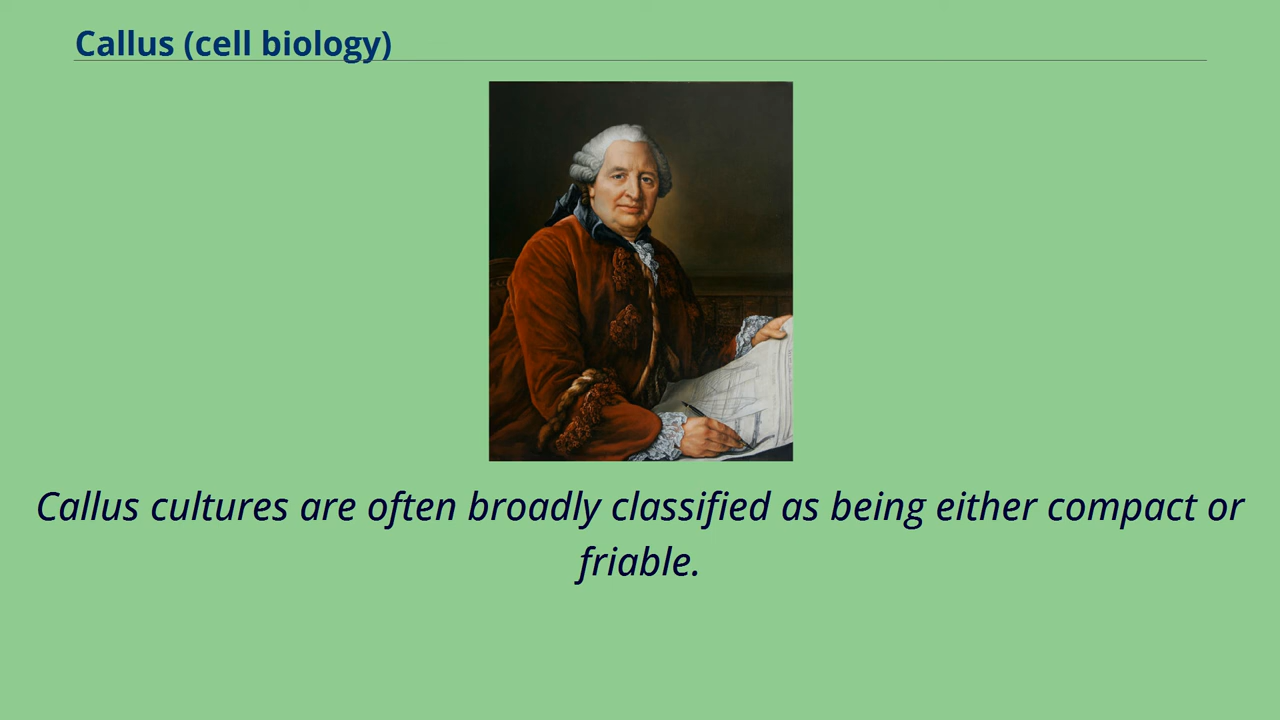 Callus (cell biology)
Callus cultures are often broadly classified as being either compact or
friable.